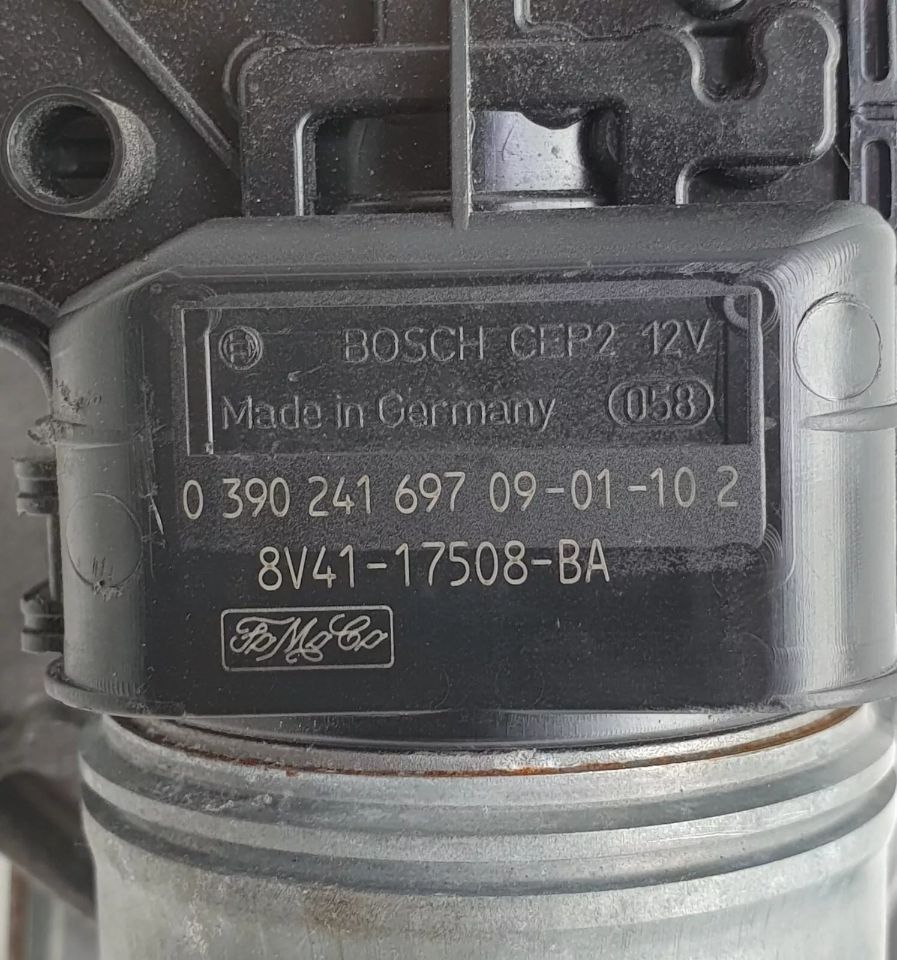 BOSCH CEP2 12V
Made in Germany 058
0 390 241 697 09-01-10 2
8V41-17508-BA
FoMoCo